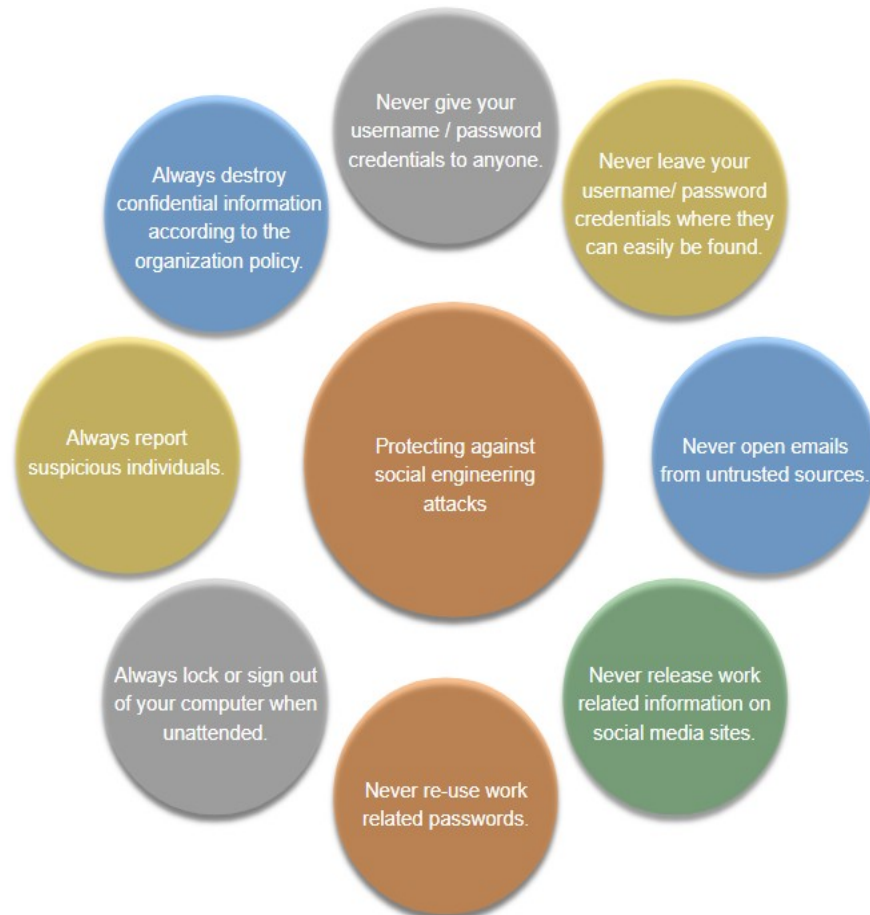 Never give your
username / password
credentials to anyone.
Never leave your
username/ password
credentials where they
can easily be found.
Never open emails
from untrusted sources.
Never release work
related information on
social media sites.
Never re-use work
related passwords.
Always lock or sign out
of your computer when
unattended.
Always report
suspicious individuals.
Always destroy
confidential information
according to the
organization policy.
Protecting against
social engineering
attacks